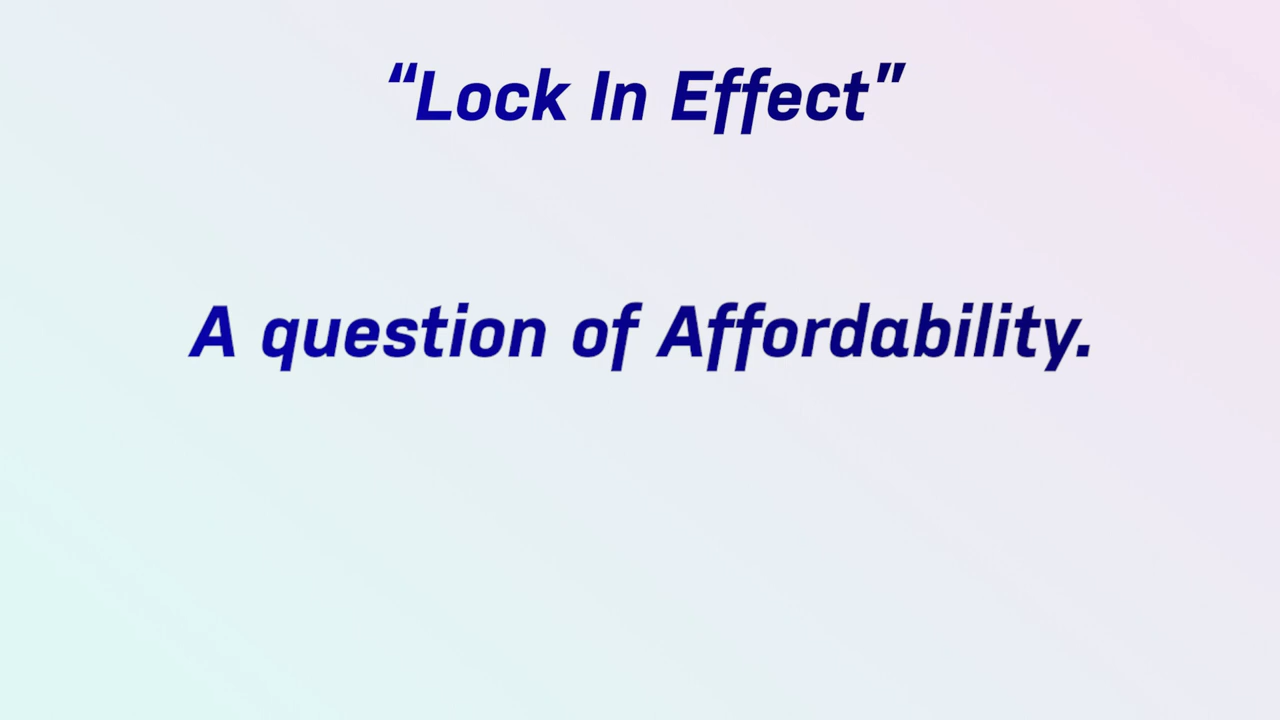 “Lock In Effect”
A question of Affordability.